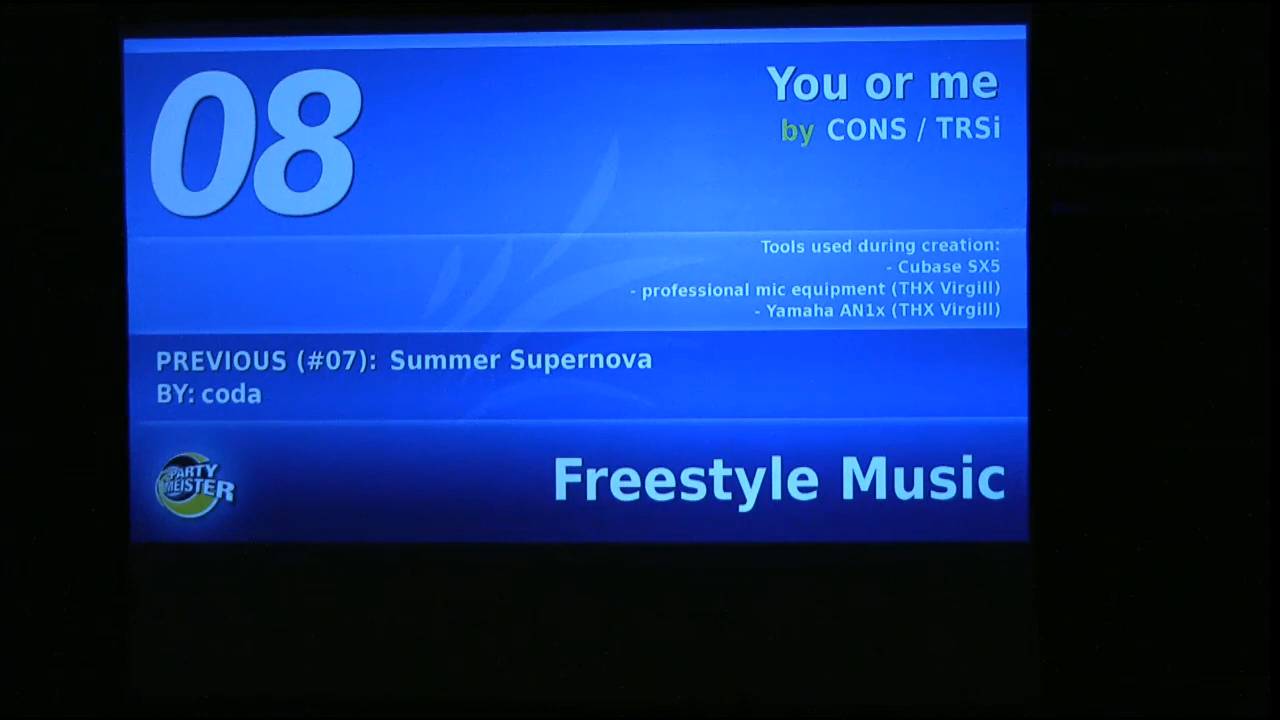 08
You or me
by CONS / TRSi
Tools used during creation:
- Cubase SX5
- professional mic equipment (THX Virgill)
- Yamaha AN1x (THX Virgill)
PREVIOUS (#07): Summer Supernova
BY: coda
PARTY
MEISTER
Freestyle Music